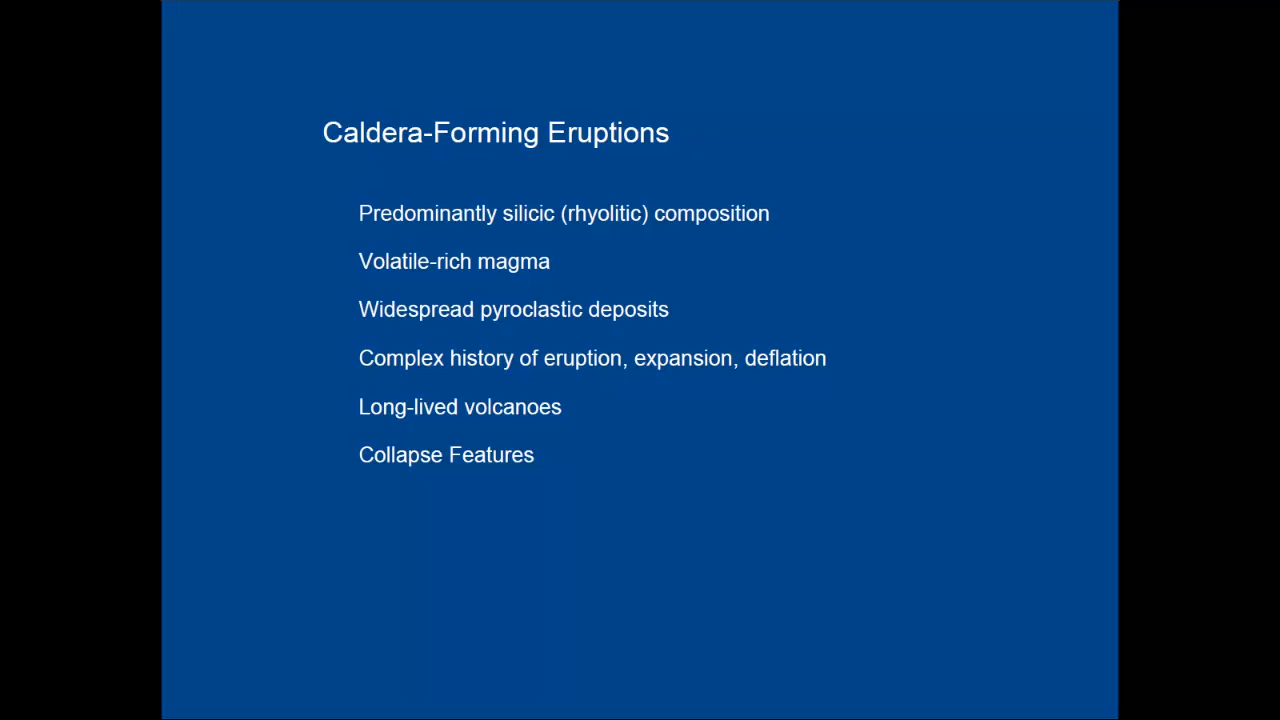 Caldera-Forming Eruptions
Predominantly silicic (rhyolitic) composition
Volatile-rich magma
Widespread pyroclastic deposits
Complex history of eruption, expansion, deflation
Long-lived volcanoes
Collapse Features